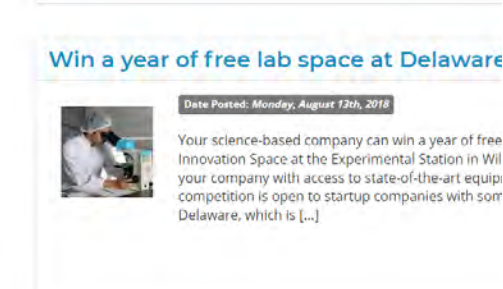 Win a year of free lab space at Delaware
Date Posted: Monday, August 13th, 2018
Your science-based company can win a year of free
Innovation Space at the Experimental Station in Wil
your company with access to state-of-the-art equip
competition is open to startup companies with som
Delaware, which is [...]